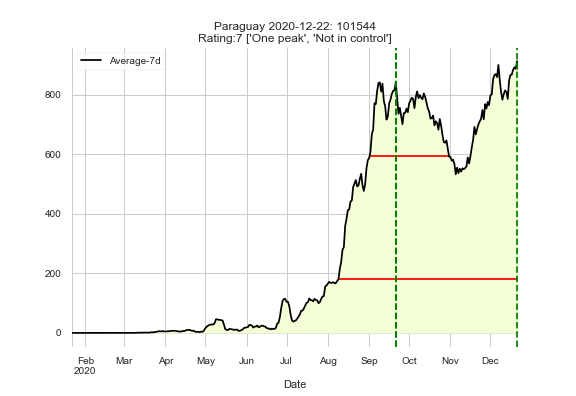 Paraguay 2020-12-22: 101544
Rating:7 ['One peak', 'Not in control']
Average-7d
800
600
400
200
0
Feb Mar Apr May Jun Jul Aug Sep Oct Nov Dec
2020
Date